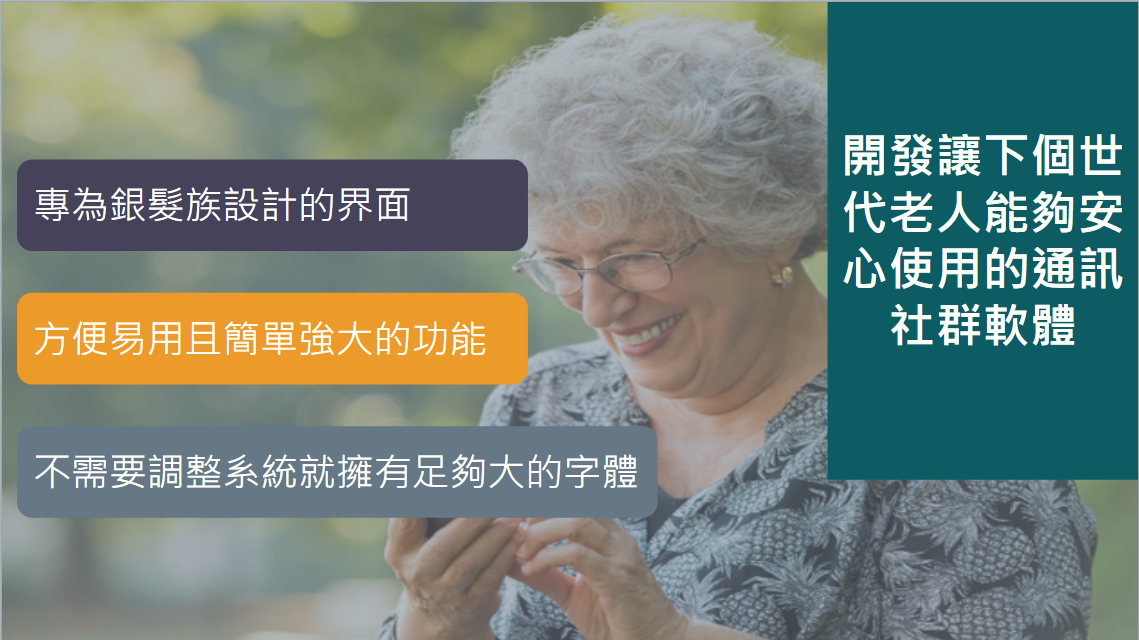 開發讓下個世
代老人能夠安
心使用的通訊
社群軟體
專為銀髮族設計的界面
方便易用且簡單強大的功能
不需要調整系統就擁有足夠大的字體